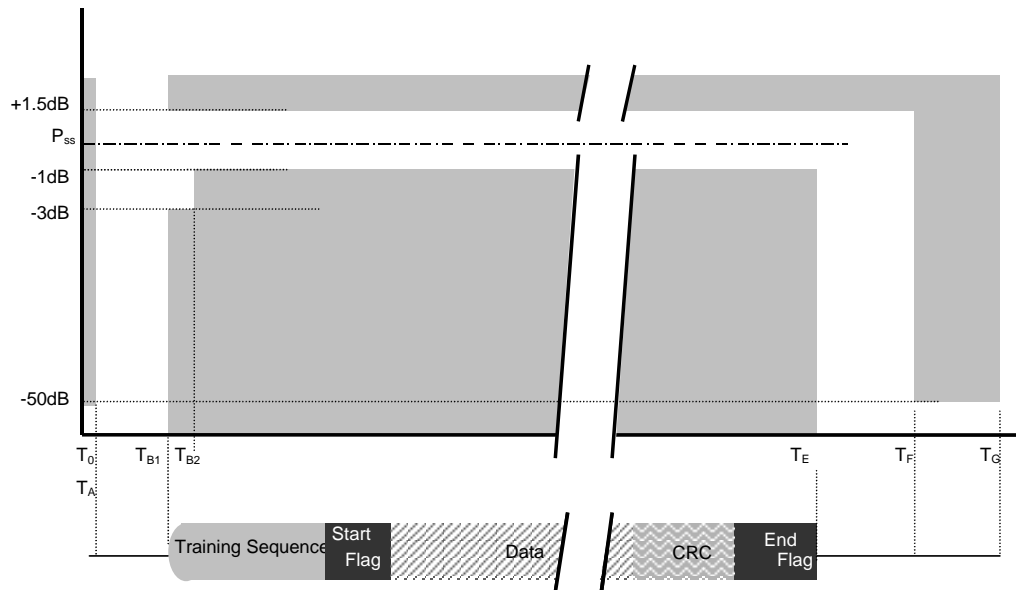 +1.5dB
Pss
-1dB
-3dB
-50dB
T0 TB1 TB2 TE TF TG
TA
Training Sequence Start Flag Data CRC End Flag